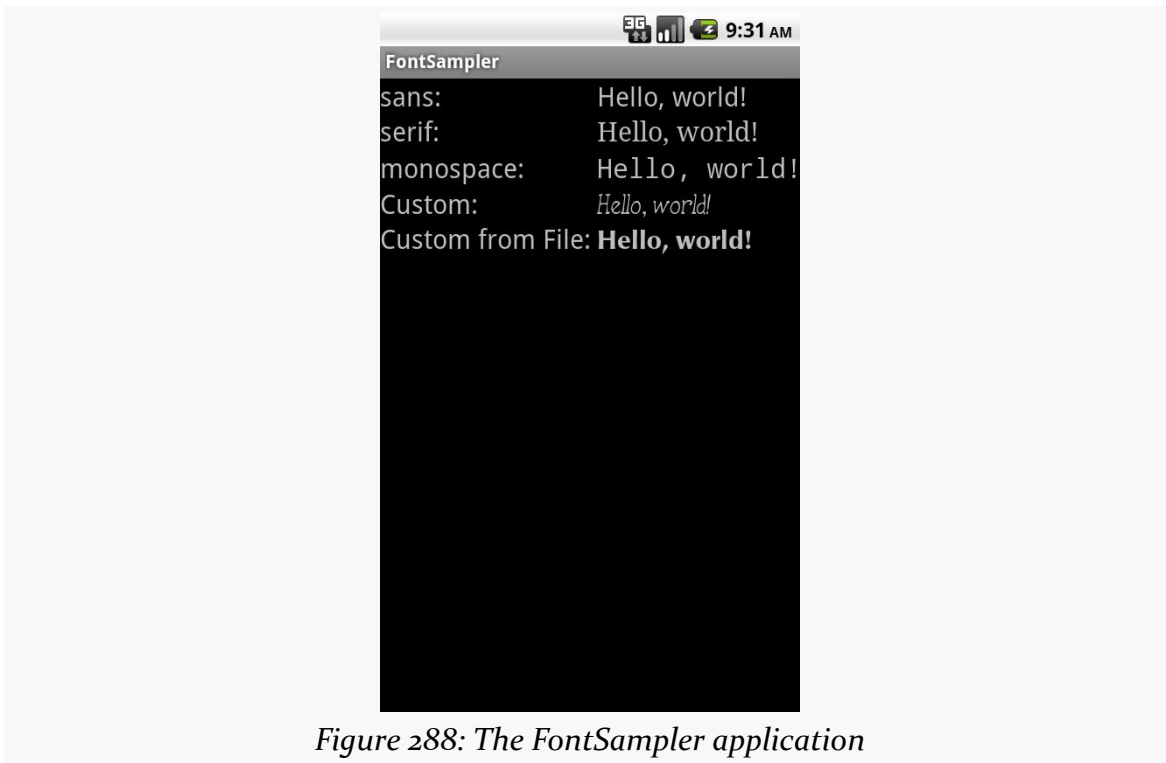 3G 9:31 AM
FontSampler
sans: Hello, world!
serif: Hello, world!
monospace: Hello, world!
Custom: Hello, world!
Custom from File: Hello, world!
Figure 288: The FontSampler application